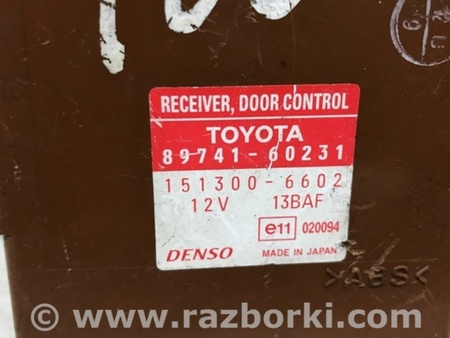 RECEIVER, DOOR CONTROL
TOYOTA
89741-60231
151300-6602
12V 13BAF
e11 020094
DENSO MADE IN JAPAN
>ABS<
www.razborki.com